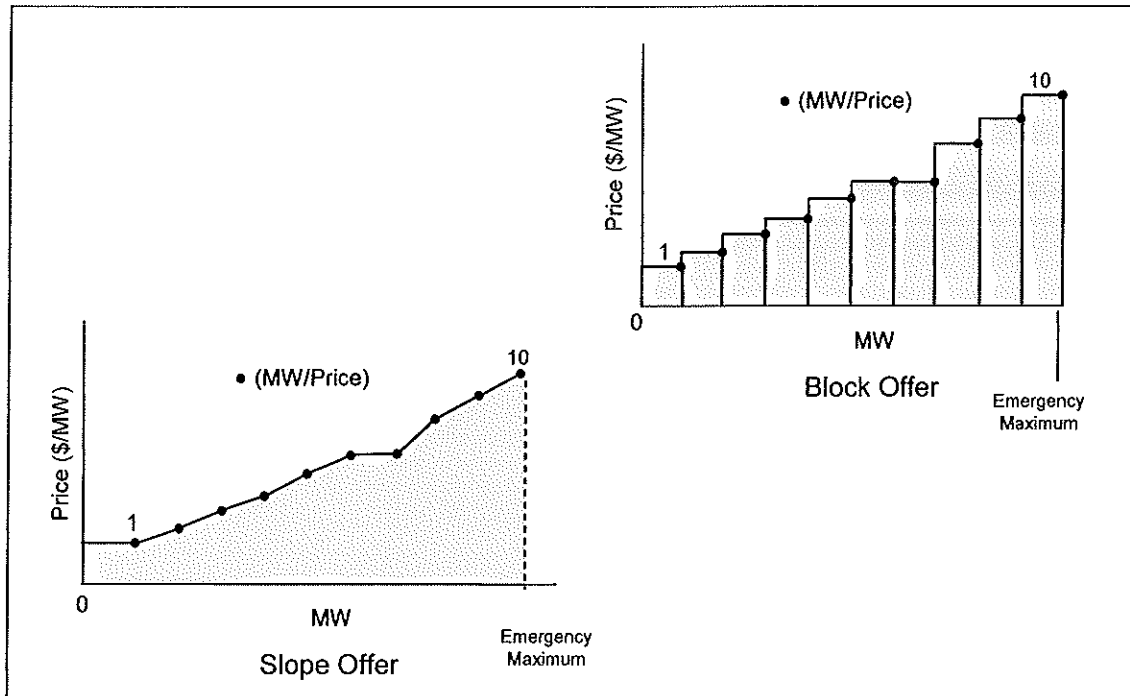 10
• (MW/Price)
Price ($/MW)
1
0
MW
Block Offer
Emergency
Maximum
10
• (MW/Price)
Price ($/MW)
1
0
MW
Slope Offer
Emergency
Maximum